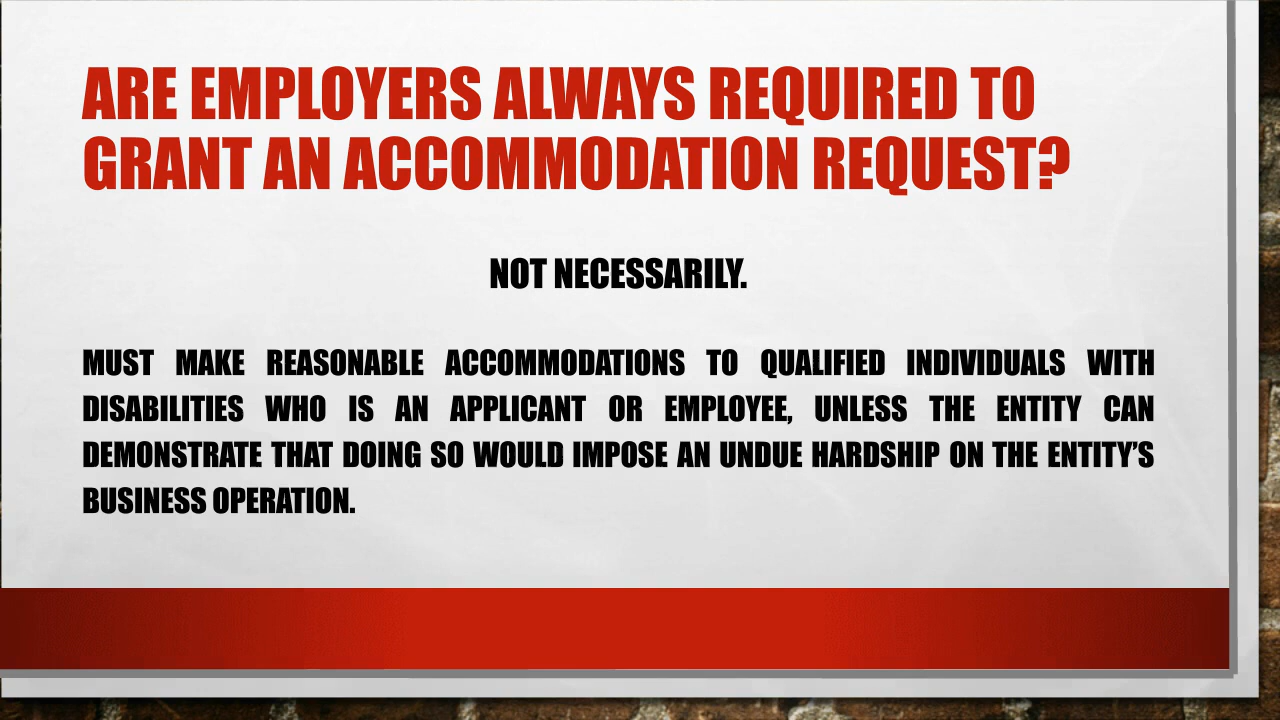 ARE EMPLOYERS ALWAYS REQUIRED TO
GRANT AN ACCOMMODATION REQUEST?
NOT NECESSARILY.
MUST MAKE REASONABLE ACCOMMODATIONS TO QUALIFIED INDIVIDUALS WITH
DISABILITIES WHO IS AN APPLICANT OR EMPLOYEE, UNLESS THE ENTITY CAN
DEMONSTRATE THAT DOING SO WOULD IMPOSE AN UNDUE HARDSHIP ON THE ENTITY’S
BUSINESS OPERATION.